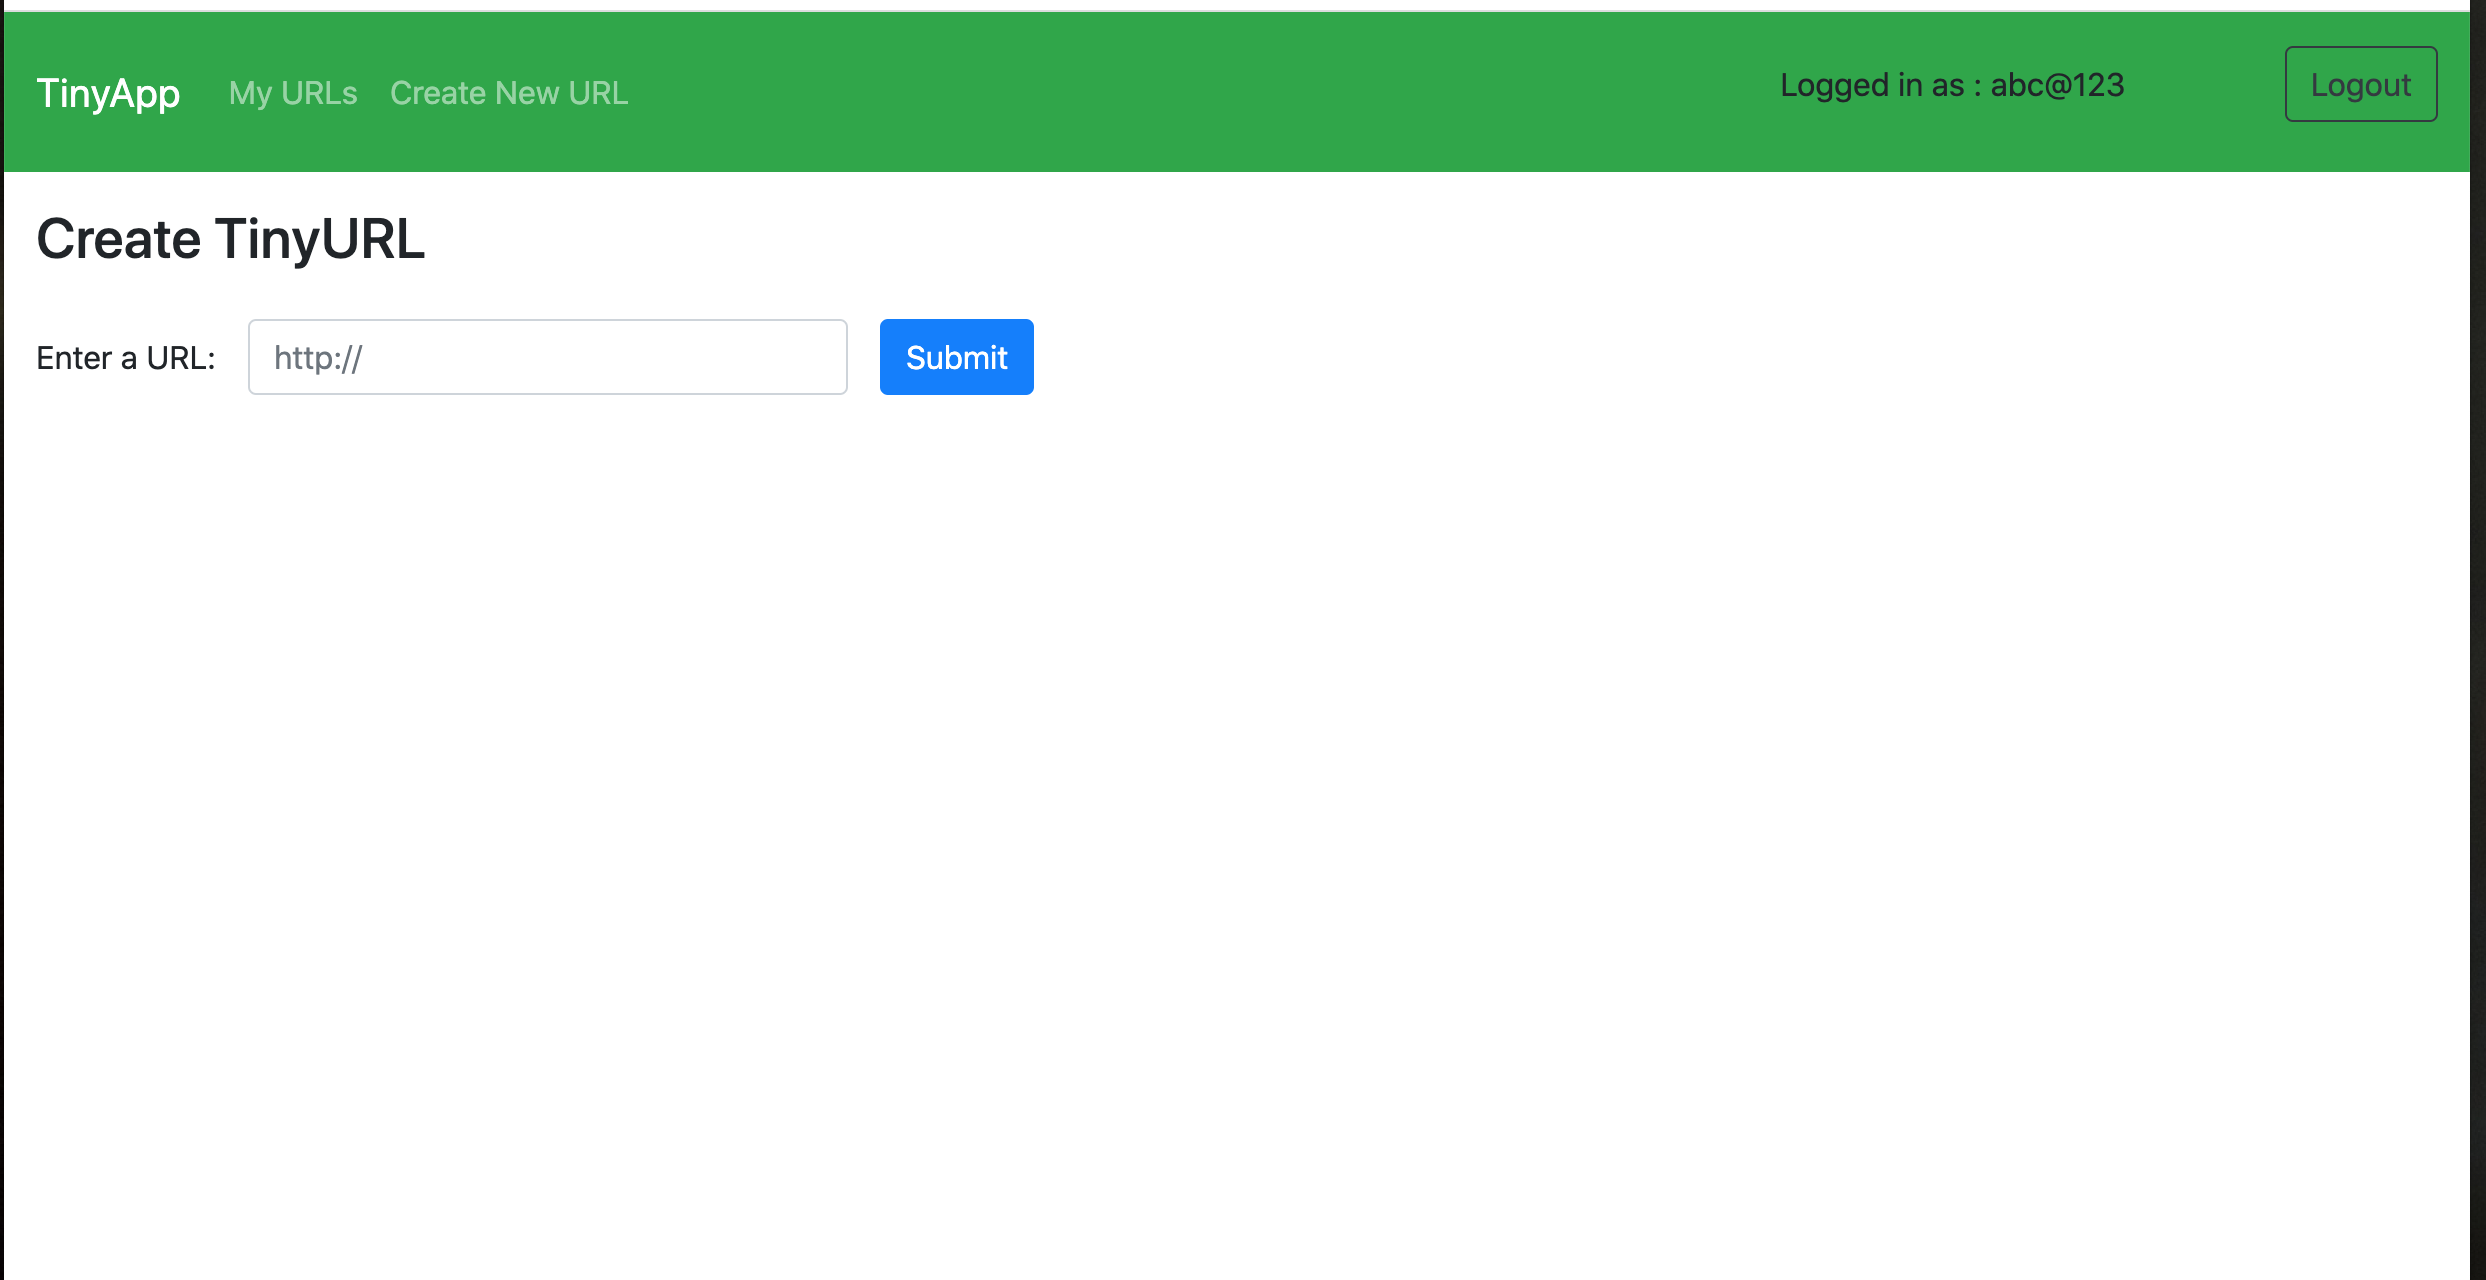 TinyApp My URLs Create New URL Logged in as : abc@123 Logout
Create TinyURL
Enter a URL: http:// Submit